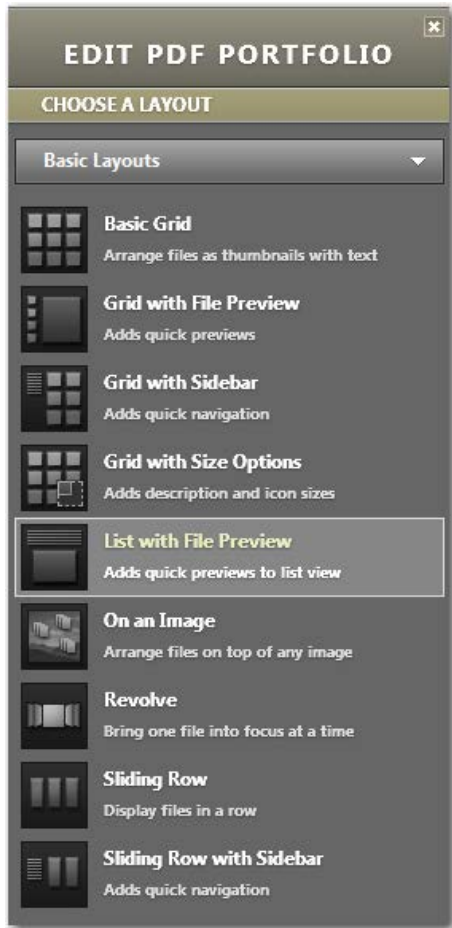 EDIT PDF PORTFOLIO
CHOOSE A LAYOUT
Basic Layouts
Basic Grid
Arrange files as thumbnails with text
Grid with File Preview
Adds quick previews
Grid with Sidebar
Adds quick navigation
Grid with Size Options
Adds description and icon sizes
List with File Preview
Adds quick previews to list view
On an Image
Arrange files on top of any image
Revolve
Bring one file into focus at a time
Sliding Row
Display files in a row
Sliding Row with Sidebar
Adds quick navigation